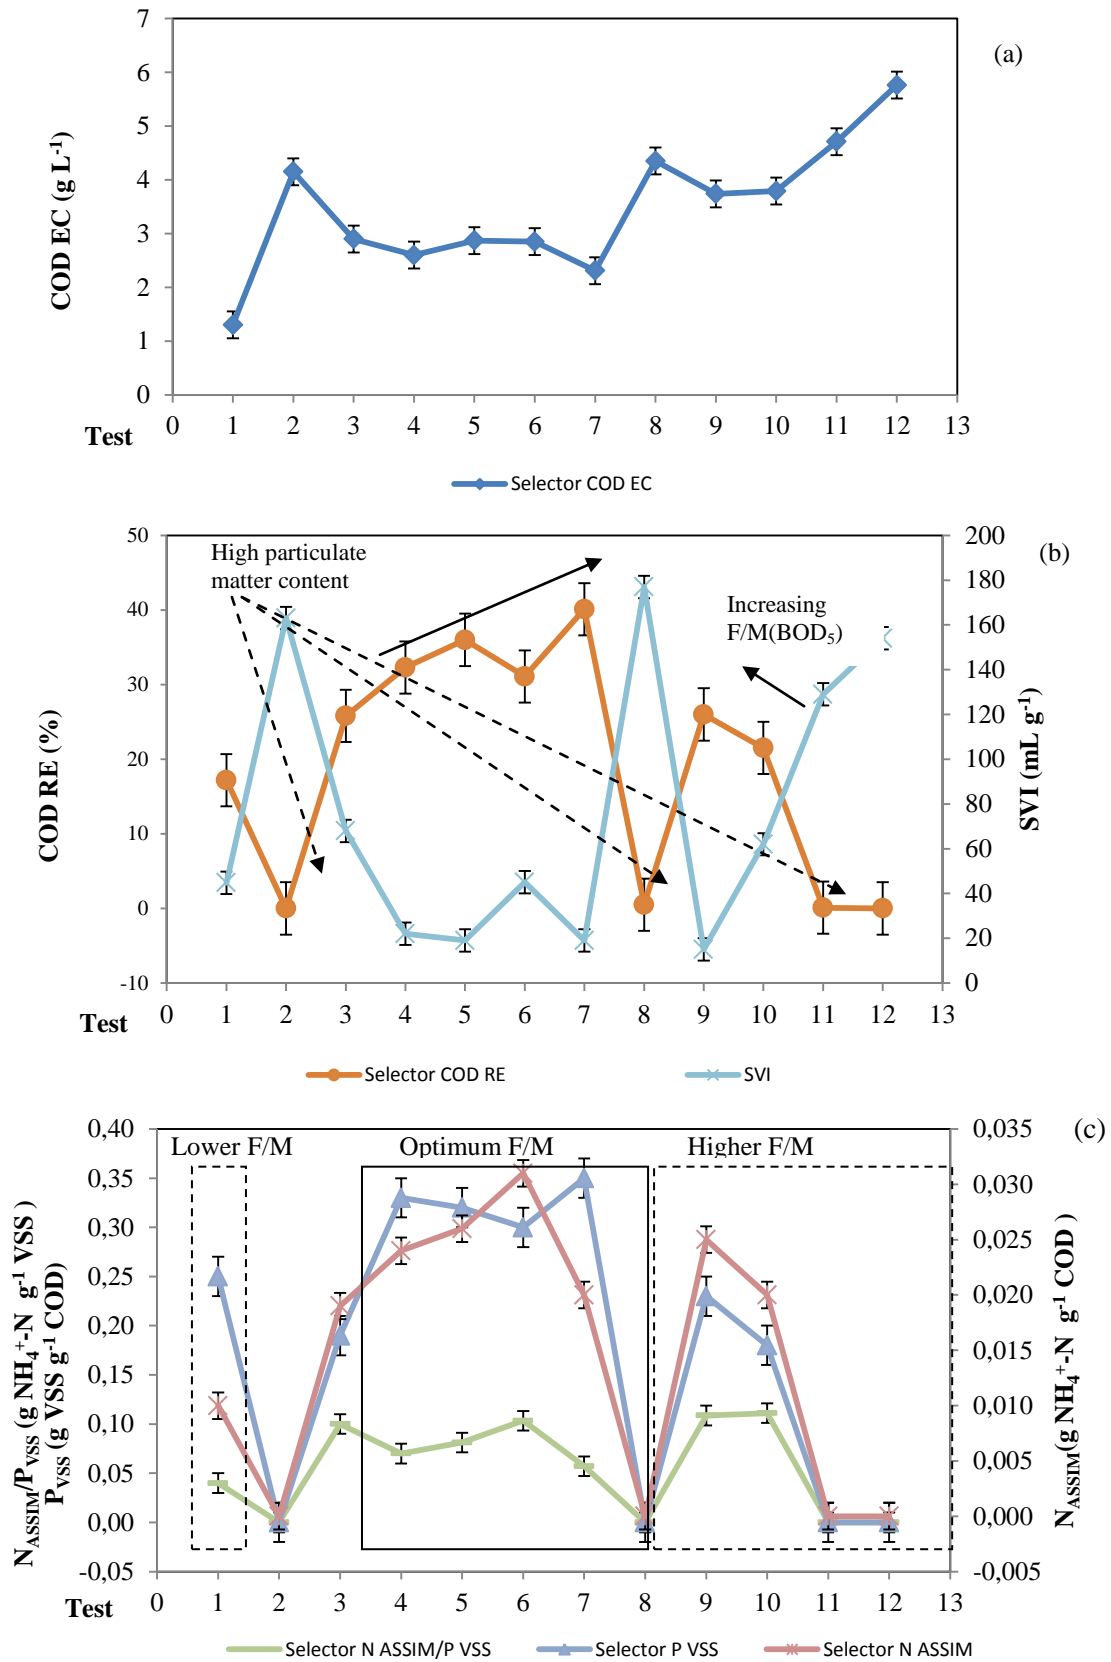 (a)
COD EC (g L⁻¹)
7
6
5
4
3
2
1
0
Test
0 1 2 3 4 5 6 7 8 9 10 11 12 13
Selector COD EC
(b)
COD RE (%)
50
40
30
20
10
0
-10
High particulate
matter content
Increasing
F/M(BOD₅)
200
180
160
140
120
100
80
60
40
20
0
SVI (mL g⁻¹)
Test
0 1 2 3 4 5 6 7 8 9 10 11 12 13
Selector COD RE SVI
(c)
N_ASSIM/P_VSS (g NH₄⁺-N g⁻¹ VSS )
P_VSS (g VSS g⁻¹ COD)
0,40
0,35
0,30
0,25
0,20
0,15
0,10
0,05
0,00
-0,05
Lower F/M Optimum F/M Higher F/M
0,035
0,030
0,025
0,020
0,015
0,010
0,005
0,000
-0,005
N_ASSIM(g NH₄⁺-N g⁻¹ COD )
Test
0 1 2 3 4 5 6 7 8 9 10 11 12 13
Selector N ASSIM/P VSS Selector P VSS Selector N ASSIM